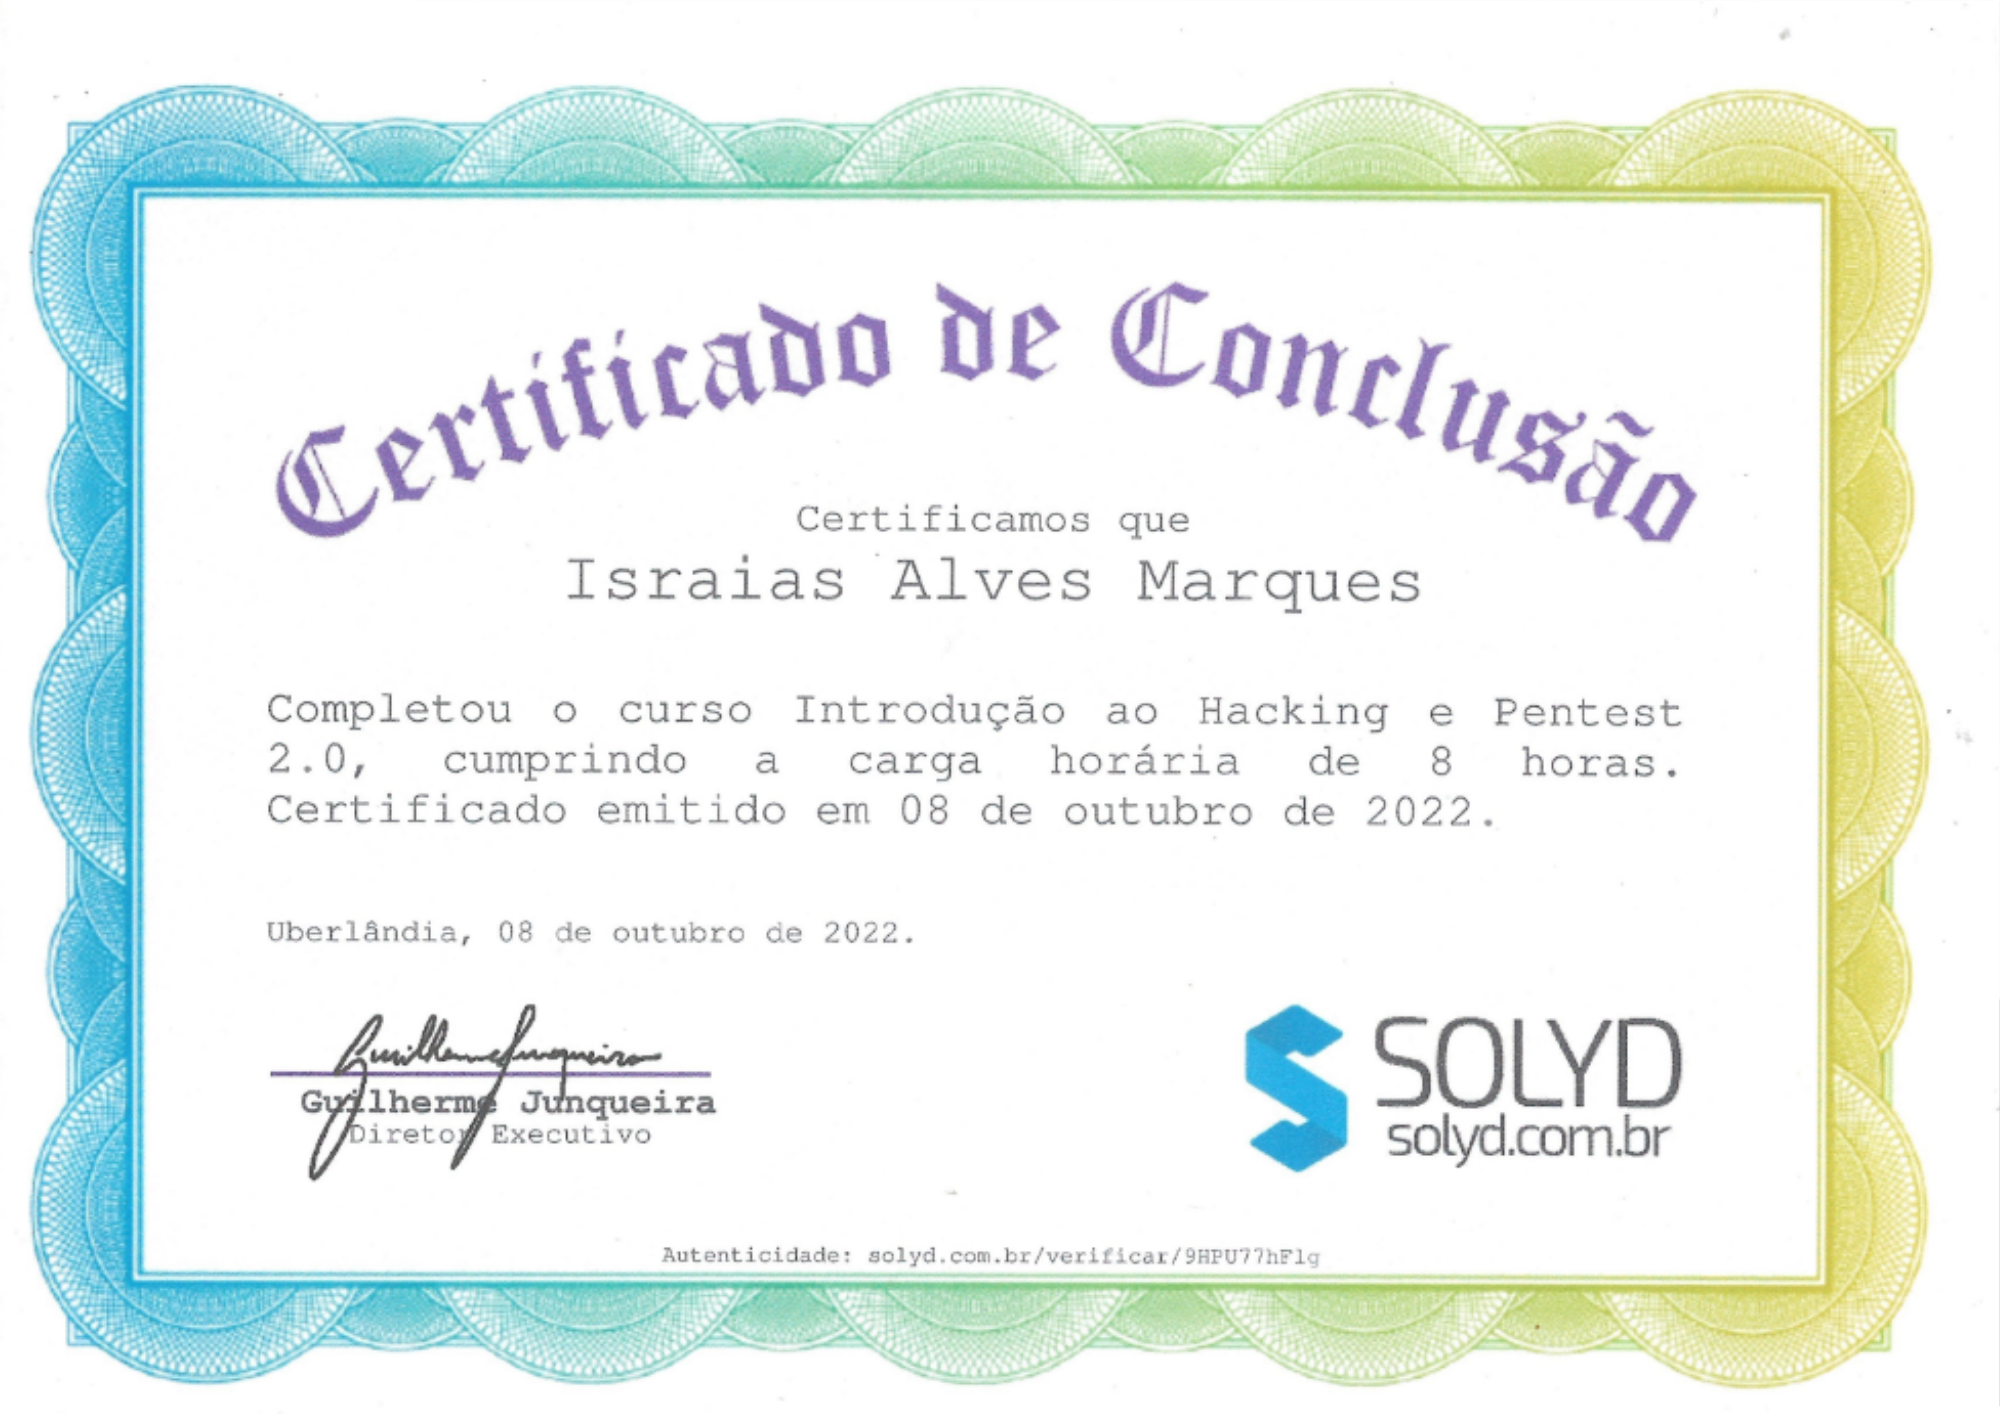 Certificado de Conclusão
Certificamos que
Israias Alves Marques
Completou o curso Introdução ao Hacking e Pentest
2.0, cumprindo a carga horária de 8 horas.
Certificado emitido em 08 de outubro de 2022.
Uberlândia, 08 de outubro de 2022.
Guilherme Junqueira
Guilherme Junqueira
Diretor Executivo
SOLYD
solyd.com.br
Autenticidade: solyd.com.br/verificar/9HPU77hFlg